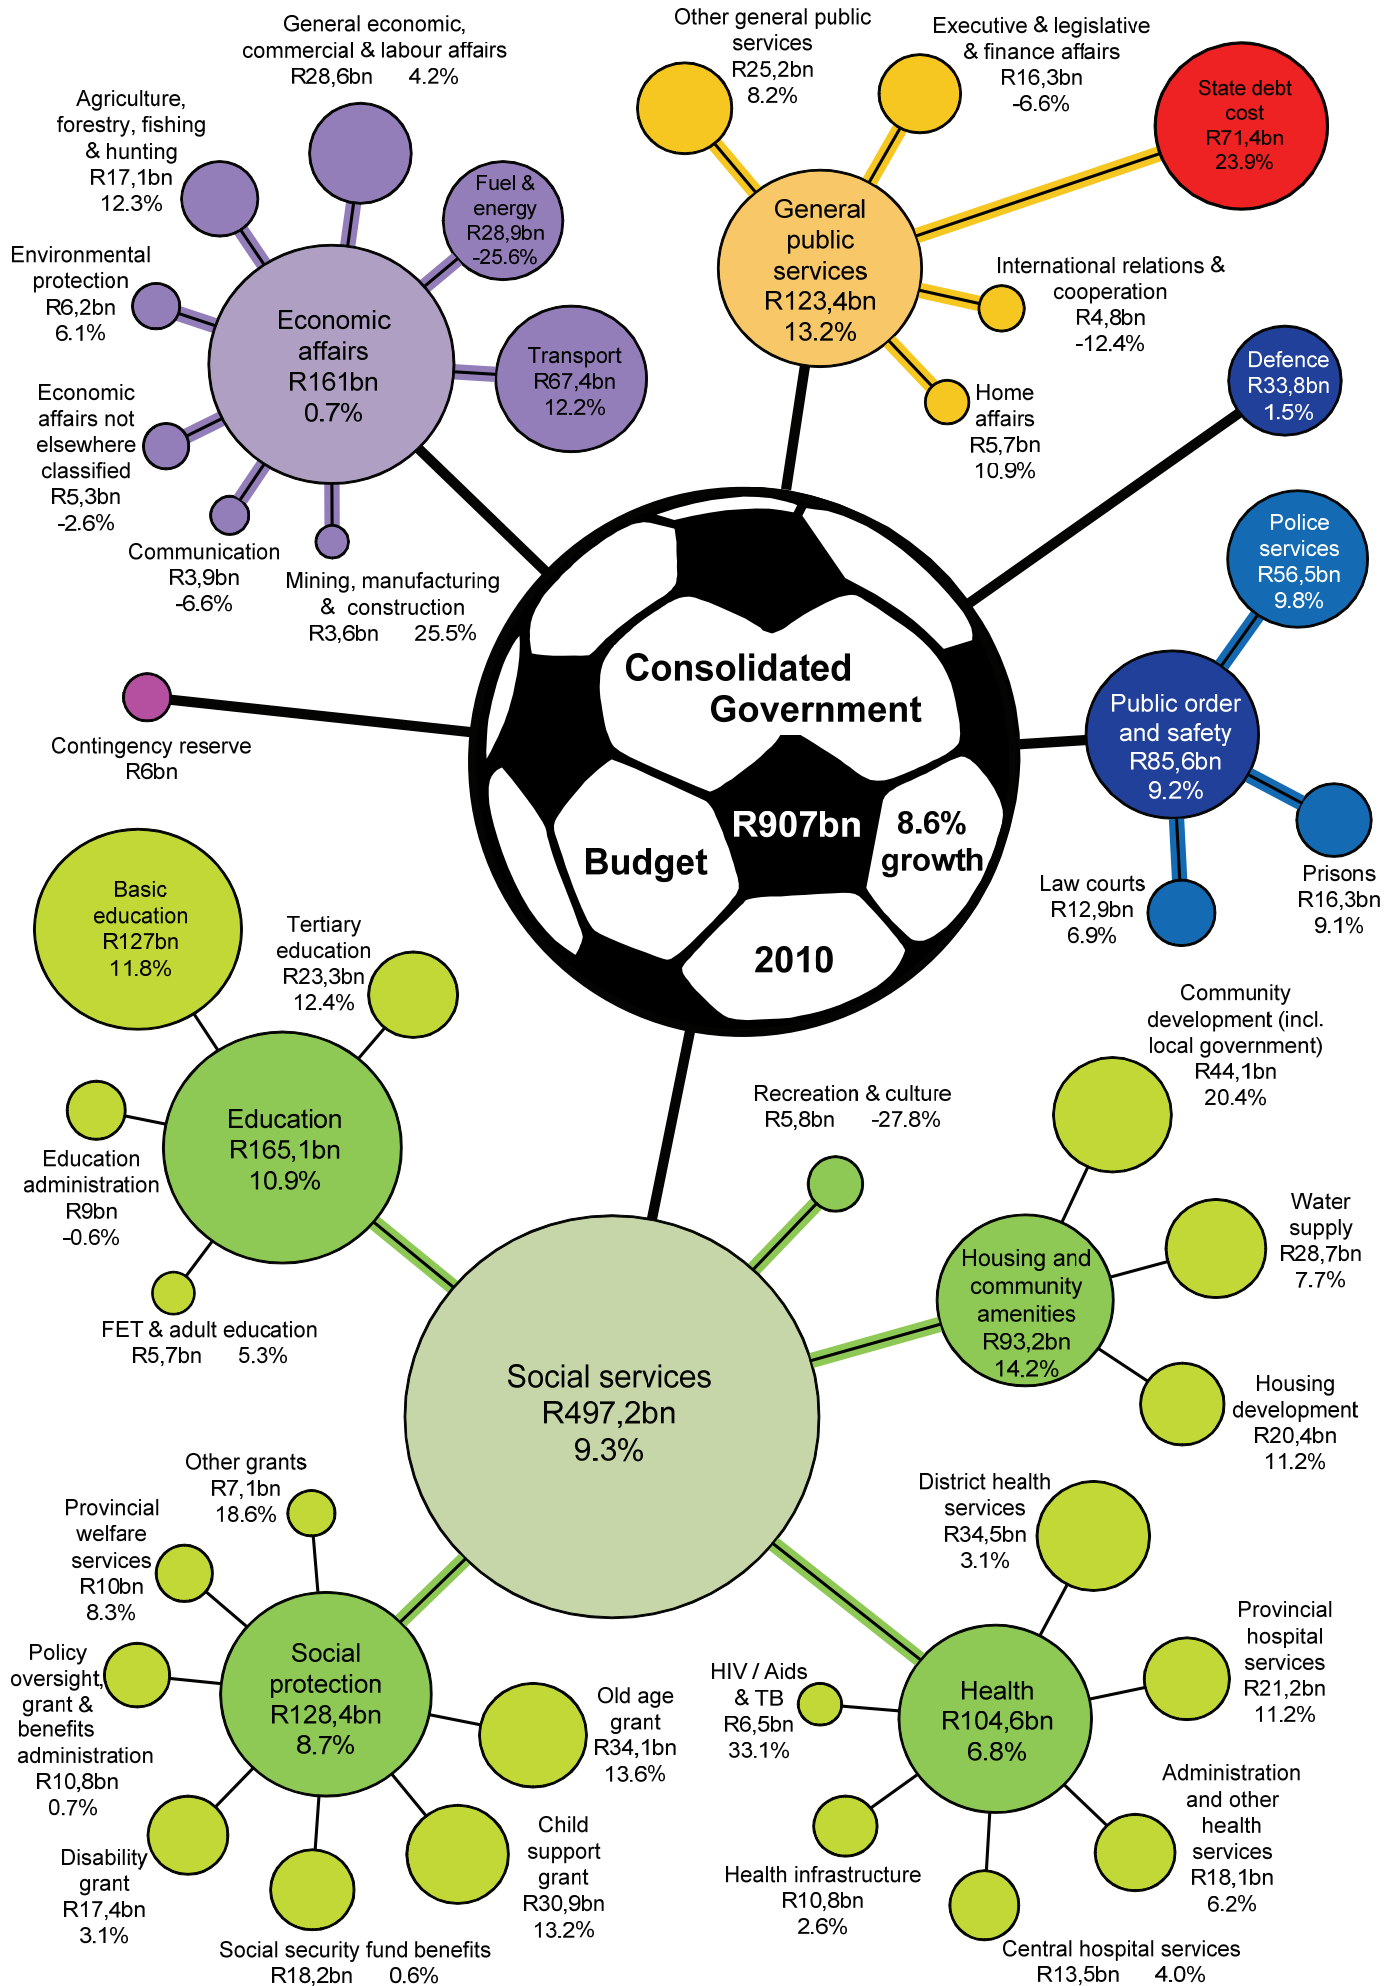 General economic,
commercial & labour affairs
R28,6bn 4.2%
Agriculture,
forestry, fishing
& hunting
R17,1bn
12.3%
Fuel &
energy
R28,9bn
-25.6%
Environmental
protection
R6,2bn
6.1%
Economic
affairs
R161bn
0.7%
Transport
R67,4bn
12.2%
Economic
affairs not
elsewhere
classified
R5,3bn
-2.6%
Communication
R3,9bn
-6.6%
Mining, manufacturing
& construction
R3,6bn 25.5%
Other general public
services
R25,2bn
8.2%
Executive & legislative
& finance affairs
R16,3bn
-6.6%
State debt
cost
R71,4bn
23.9%
General
public
services
R123,4bn
13.2%
International relations &
cooperation
R4,8bn
-12.4%
Home
affairs
R5,7bn
10.9%
Defence
R33,8bn
1.5%
Police
services
R56,5bn
9.8%
Public order
and safety
R85,6bn
9.2%
Prisons
R16,3bn
9.1%
Law courts
R12,9bn
6.9%
Consolidated
Government
Budget
R907bn
8.6%
growth
2010
Contingency reserve
R6bn
Basic
education
R127bn
11.8%
Tertiary
education
R23,3bn
12.4%
Education
R165,1bn
10.9%
Education
administration
R9bn
-0.6%
FET & adult education
R5,7bn 5.3%
Recreation & culture
R5,8bn -27.8%
Community
development (incl.
local government)
R44,1bn
20.4%
Water
supply
R28,7bn
7.7%
Housing and
community
amenities
R93,2bn
14.2%
Housing
development
R20,4bn
11.2%
Social services
R497,2bn
9.3%
Other grants
R7,1bn
18.6%
Provincial
welfare
services
R10bn
8.3%
Policy
oversight,
grant &
benefits
administration
R10,8bn
0.7%
Social
protection
R128,4bn
8.7%
Old age
grant
R34,1bn
13.6%
Disability
grant
R17,4bn
3.1%
Child
support
grant
R30,9bn
13.2%
Social security fund benefits
R18,2bn 0.6%
District health
services
R34,5bn
3.1%
Provincial
hospital
services
R21,2bn
11.2%
HIV / Aids
& TB
R6,5bn
33.1%
Health
R104,6bn
6.8%
Administration
and other
health
services
R18,1bn
6.2%
Health infrastructure
R10,8bn
2.6%
Central hospital services
R13,5bn 4.0%